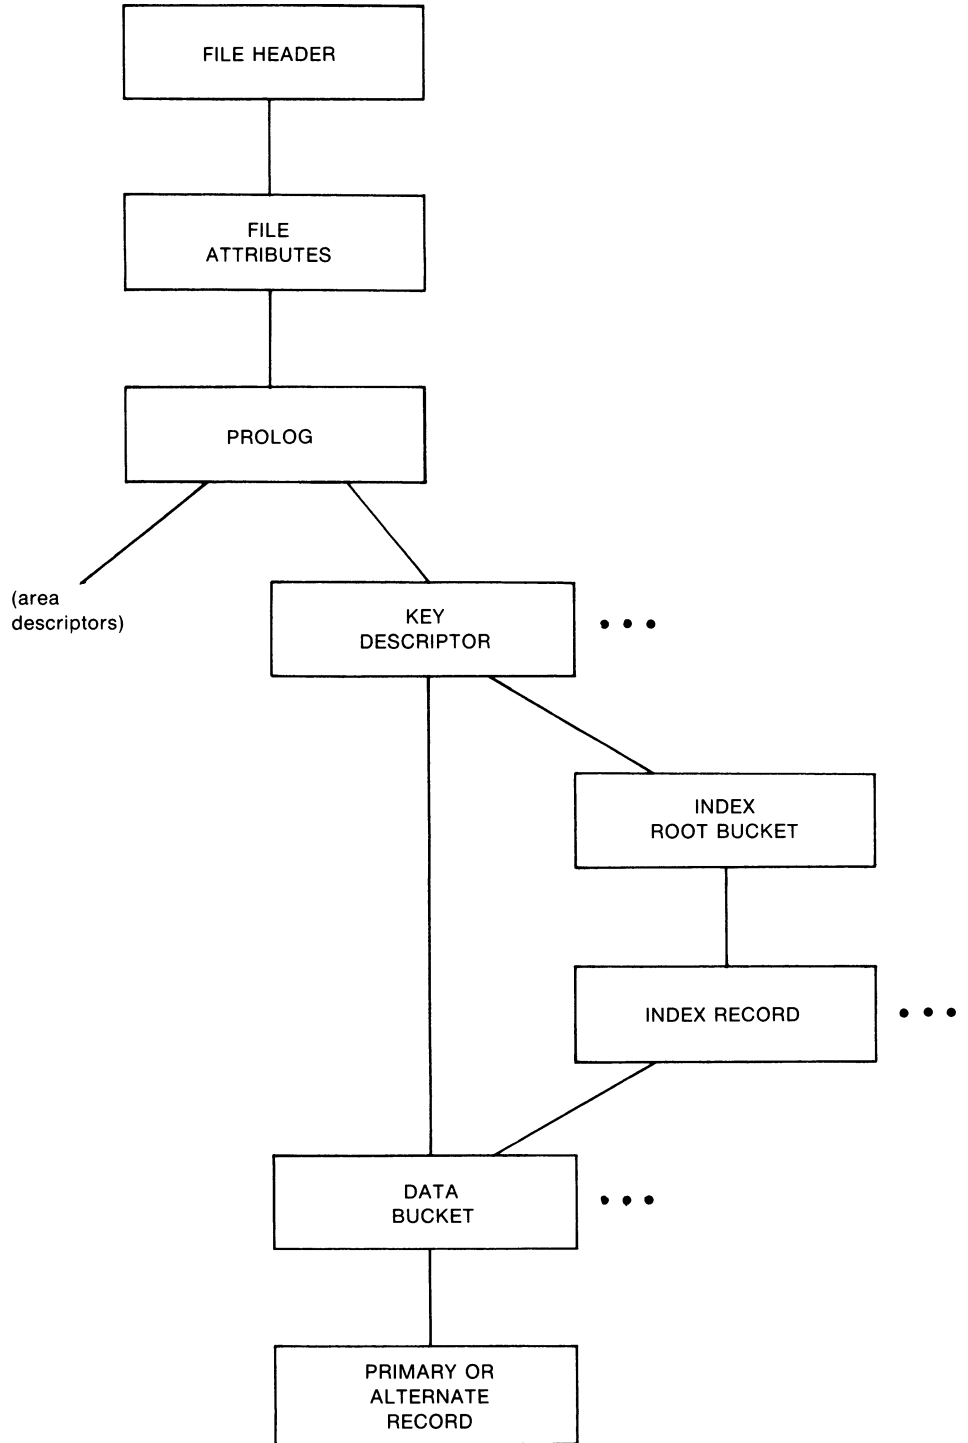 FILE HEADER
FILE
ATTRIBUTES
PROLOG
(area
descriptors)
KEY
DESCRIPTOR
INDEX
ROOT BUCKET
INDEX RECORD
DATA
BUCKET
PRIMARY OR
ALTERNATE
RECORD